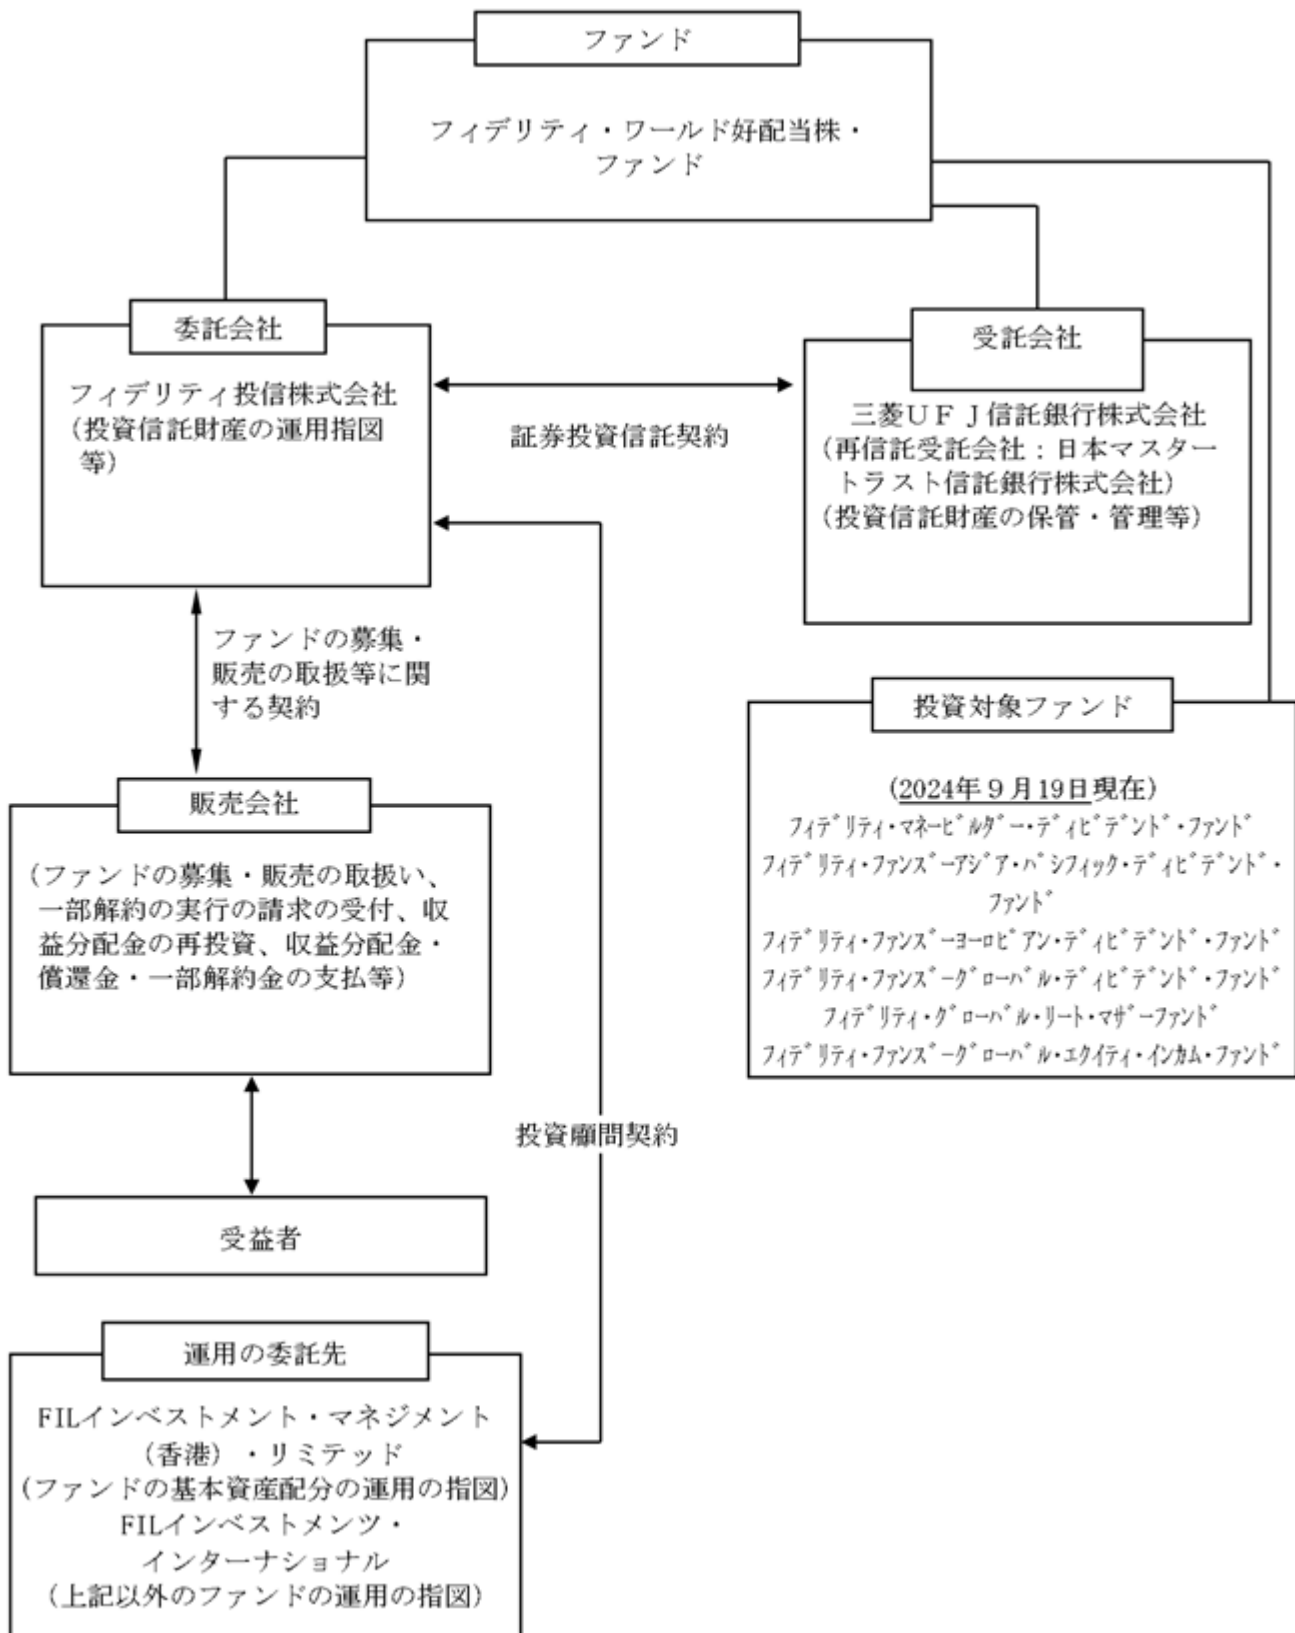 ファンド
フィデリティ・ワールド好配当株・
ファンド
委託会社
フィデリティ投信株式会社
(投資信託財産の運用指図
等)
証券投資信託契約
受託会社
三菱ＵＦＪ信託銀行株式会社
(再信託受託会社：日本マスター
トラスト信託銀行株式会社)
(投資信託財産の保管・管理等)
ファンドの募集・
販売の取扱等に関
する契約
販売会社
(ファンドの募集・販売の取扱い、
一部解約の実行の請求の受付、収
益分配金の再投資、収益分配金・
償還金・一部解約金の支払等)
投資対象ファンド
(2024年９月19日現在)
ﾌｨﾃﾞﾘﾃｨ・ﾏﾈｰﾋﾞﾙﾀﾞｰ・ﾃﾞｨﾋﾞﾃﾞﾝﾄﾞ・ﾌｧﾝﾄﾞ
ﾌｨﾃﾞﾘﾃｨ・ﾌｧﾝｽﾞｰｱｼﾞｱ・ﾊﾟｼﾌｨｯｸ・ﾃﾞｨﾋﾞﾃﾞﾝﾄﾞ・
ﾌｧﾝﾄﾞ
ﾌｨﾃﾞﾘﾃｨ・ﾌｧﾝｽﾞｰﾖｰﾛﾋﾟｱﾝ・ﾃﾞｨﾋﾞﾃﾞﾝﾄﾞ・ﾌｧﾝﾄﾞ
ﾌｨﾃﾞﾘﾃｨ・ﾌｧﾝｽﾞｰｸﾞﾛｰﾊﾞﾙ・ﾃﾞｨﾋﾞﾃﾞﾝﾄﾞ・ﾌｧﾝﾄﾞ
ﾌｨﾃﾞﾘﾃｨ・ｸﾞﾛｰﾊﾞﾙ・ﾘｰﾄ・ﾏｻﾞｰﾌｧﾝﾄﾞ
ﾌｨﾃﾞﾘﾃｨ・ﾌｧﾝｽﾞｰｸﾞﾛｰﾊﾞﾙ・ｴｸｲﾃｨ・ｲﾝｶﾑ・ﾌｧﾝﾄﾞ
投資顧問契約
受益者
運用の委託先
FILインベストメント・マネジメント
(香港)・リミテッド
(ファンドの基本資産配分の運用の指図)
FILインベストメンツ・
インターナショナル
(上記以外のファンドの運用の指図)